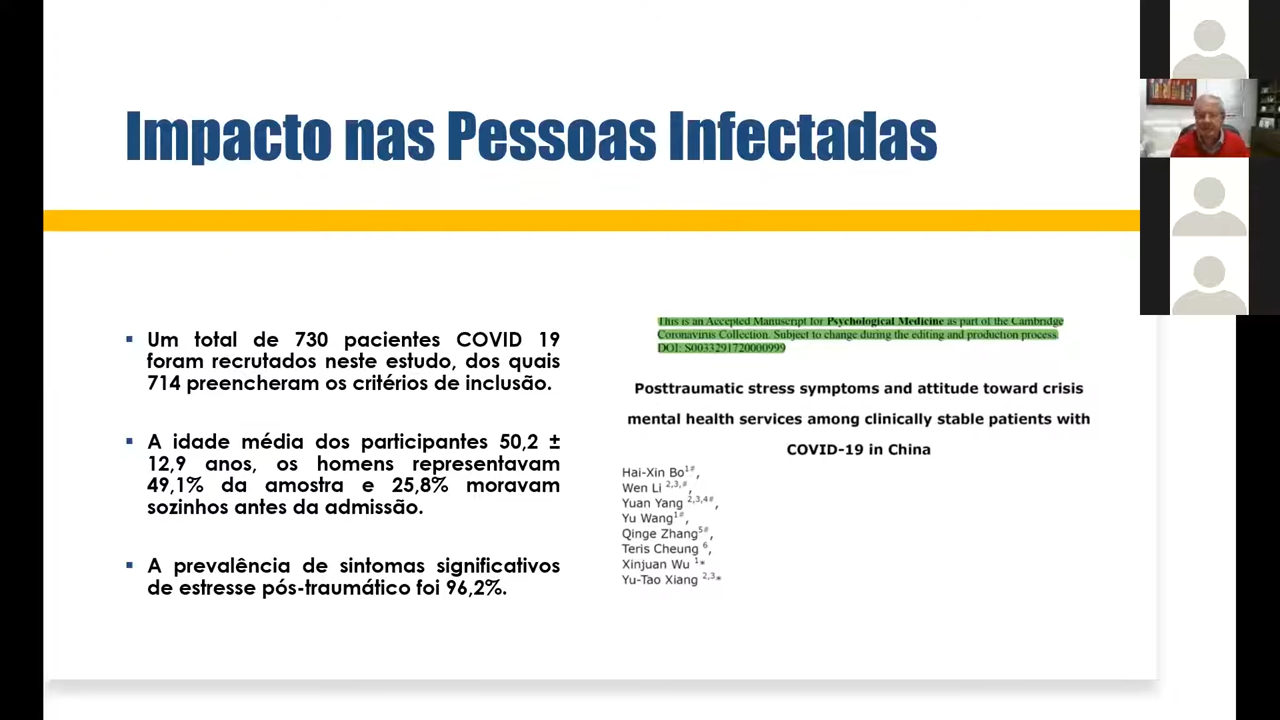 Impacto nas Pessoas Infectadas
▪ Um total de 730 pacientes COVID 19
foram recrutados neste estudo, dos quais
714 preencheram os critérios de inclusão.
▪ A idade média dos participantes 50,2 ±
12,9 anos, os homens representavam
49,1% da amostra e 25,8% moravam
sozinhos antes da admissão.
▪ A prevalência de sintomas significativos
de estresse pós-traumático foi 96,2%.
This is an Accepted Manuscript for Psychological Medicine as part of the Cambridge
Coronavirus Collection. Subject to change during the editing and production process.
DOI: S0033291720000999
Posttraumatic stress symptoms and attitude toward crisis
mental health services among clinically stable patients with
COVID-19 in China
Hai-Xin Bo1#,
Wen Li 2,3,#,
Yuan Yang 2,3,4#,
Yu Wang1#,
Qinge Zhang5#,
Teris Cheung 6,
Xinjuan Wu 1*
Yu-Tao Xiang 2,3*